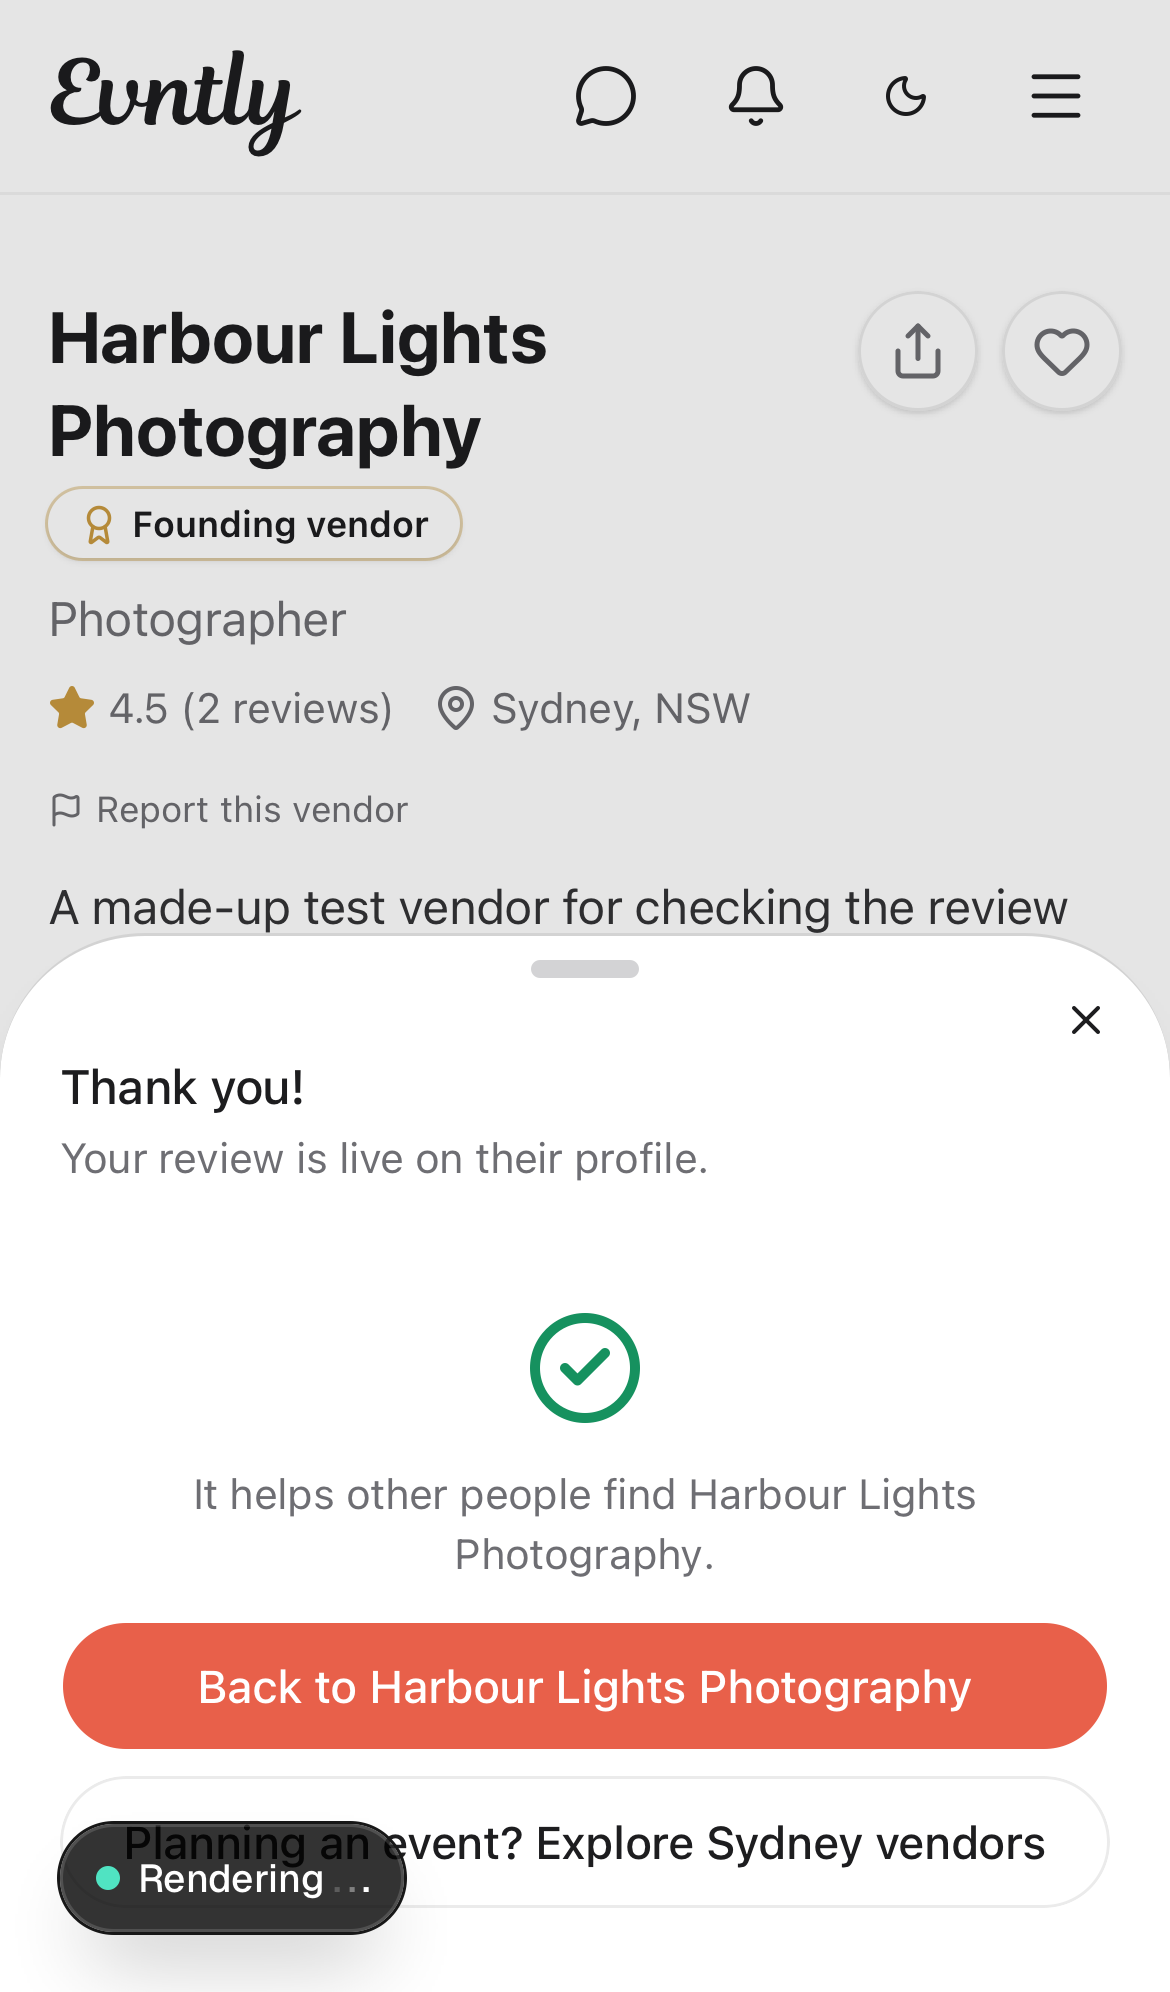 Evntly
Harbour Lights
Photography
Founding vendor
Photographer
4.5 (2 reviews)
Sydney, NSW
Report this vendor
A made-up test vendor for checking the review
Thank you!
Your review is live on their profile.
It helps other people find Harbour Lights
Photography.
Back to Harbour Lights Photography
Planning an event? Explore Sydney vendors
Rendering ...